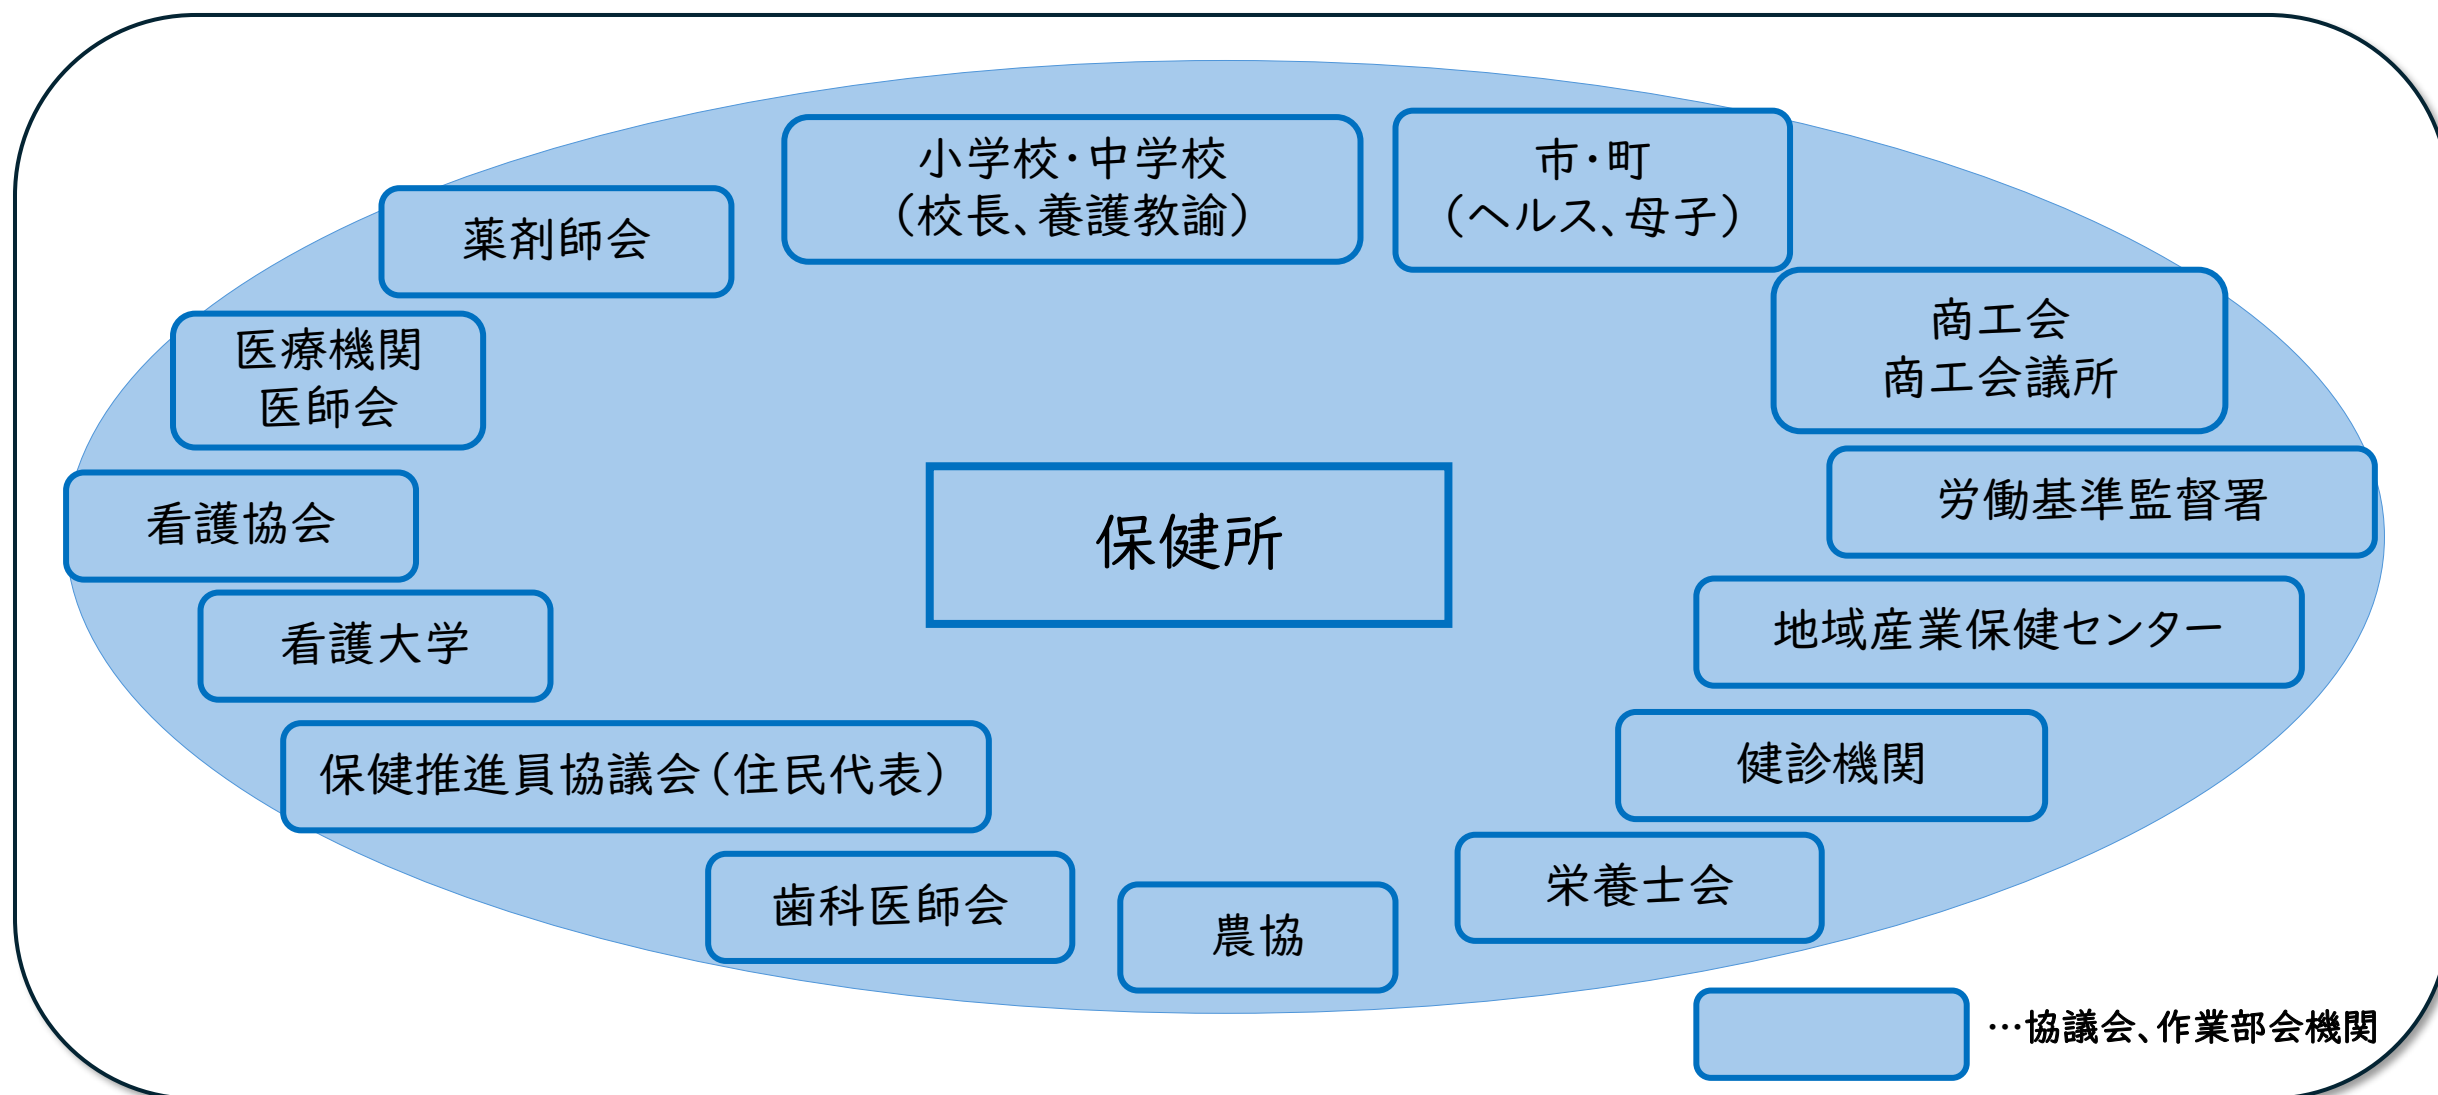 小学校・中学校
（校長、養護教諭）
市・町
（ヘルス、母子）
薬剤師会
商工会
商工会議所
医療機関
医師会
労働基準監督署
看護協会
保健所
地域産業保健センター
看護大学
健診機関
保健推進員協議会（住民代表）
栄養士会
歯科医師会
農協
…協議会、作業部会機関